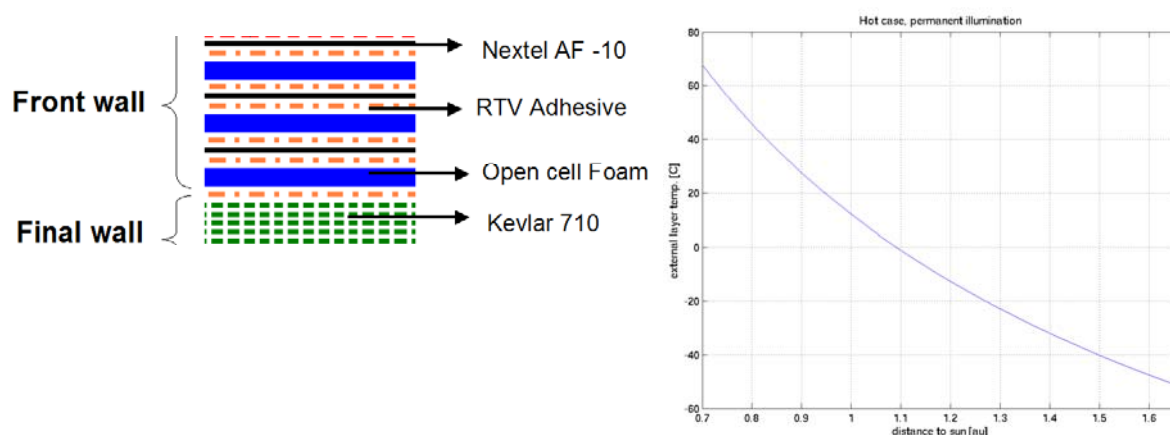 Front wall
Final wall
Nextel AF -10
RTV Adhesive
Open cell Foam
Kevlar 710
Hot case, permanent illumination
external layer temp. [C]
80
60
40
20
0
-20
-40
-60
0.7 0.8 0.9 1 1.1 1.2 1.3 1.4 1.5 1.6
distance to sun [au]